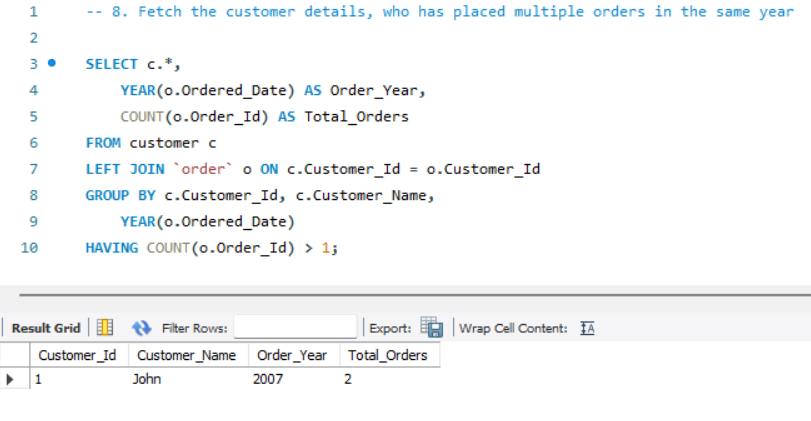 1 -- 8. Fetch the customer details, who has placed multiple orders in the same year
2
3 SELECT c.*,
4 YEAR(o.Ordered_Date) AS Order_Year,
5 COUNT(o.Order_Id) AS Total_Orders
6 FROM customer c
7 LEFT JOIN `order` o ON c.Customer_Id = o.Customer_Id
8 GROUP BY c.Customer_Id, c.Customer_Name,
9 YEAR(o.Ordered_Date)
10 HAVING COUNT(o.Order_Id) > 1;
Result Grid Filter Rows: Export: Wrap Cell Content: IA
Customer_Id Customer_Name Order_Year Total_Orders
1 John 2007 2